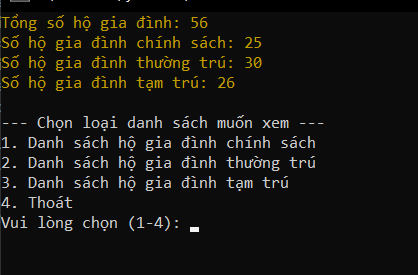 Tổng số hộ gia đình: 56
Số hộ gia đình chính sách: 25
Số hộ gia đình thường trú: 30
Số hộ gia đình tạm trú: 26
--- Chọn loại danh sách muốn xem ---
1. Danh sách hộ gia đình chính sách
2. Danh sách hộ gia đình thường trú
3. Danh sách hộ gia đình tạm trú
4. Thoát
Vui lòng chọn (1-4):